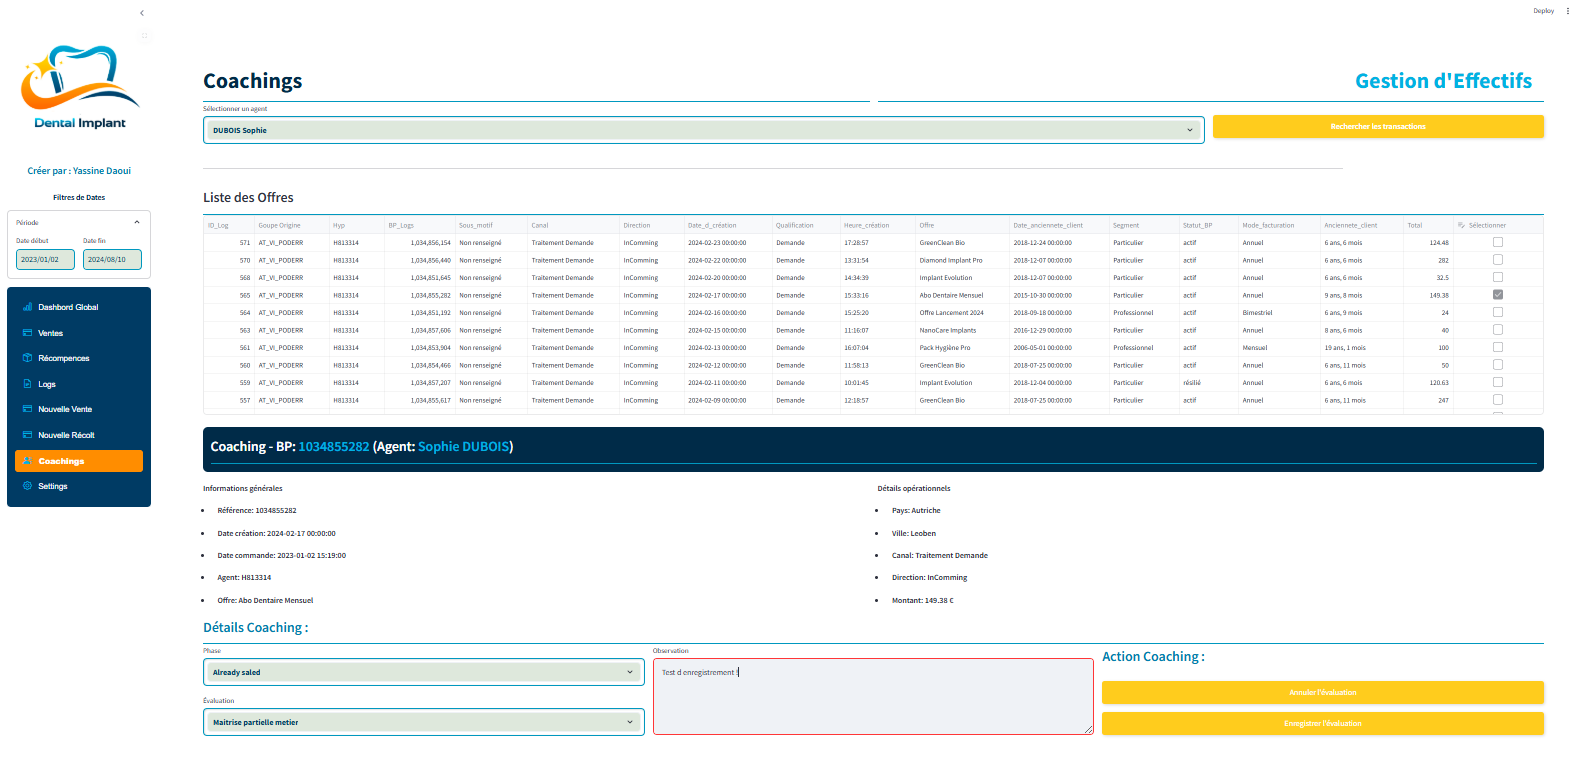 Deploy
Dental Implant
Créer par : Yassine Daoui
Filtres de Dates
Période
Date début Date fin
2023/01/02 2024/08/10
Dashbord Global
Ventes
Récompences
Logs
Nouvelle Vente
Nouvelle Récolt
Coachings
Settings
Coachings
Gestion d'Effectifs
Sélectionner un agent
DUBOIS Sophie
Rechercher les transactions
Liste des Offres
ID_Log Goupe Origine Hyp BP_Logs Sous_motif Canal Direction Date_d_création Qualification Heure_création Offre Date_anciennete_client Segment Statut_BP Mode_facturation Anciennete_client Total Sélectionner
571 AT_VI_PODERR H813314 1,034,856,154 Non renseigné Traitement Demande InComming 2024-02-23 00:00:00 Demande 17:28:57 GreenClean Bio 2018-12-24 00:00:00 Particulier actif Annuel 6 ans, 6 mois 124.48
570 AT_VI_PODERR H813314 1,034,856,440 Non renseigné Traitement Demande InComming 2024-02-22 00:00:00 Demande 13:31:54 Diamond Implant Pro 2018-12-07 00:00:00 Particulier actif Annuel 6 ans, 6 mois 282
568 AT_VI_PODERR H813314 1,034,851,645 Non renseigné Traitement Demande InComming 2024-02-20 00:00:00 Demande 14:34:39 Implant Evolution 2018-12-07 00:00:00 Particulier actif Annuel 6 ans, 6 mois 32.5
565 AT_VI_PODERR H813314 1,034,855,282 Non renseigné Traitement Demande InComming 2024-02-17 00:00:00 Demande 15:33:16 Abo Dentaire Mensuel 2015-10-30 00:00:00 Particulier actif Annuel 9 ans, 8 mois 149.38
564 AT_VI_PODERR H813314 1,034,851,192 Non renseigné Traitement Demande InComming 2024-02-16 00:00:00 Demande 15:25:20 Offre Lancement 2024 2018-09-18 00:00:00 Professionnel actif Bimestriel 6 ans, 9 mois 24
563 AT_VI_PODERR H813314 1,034,857,606 Non renseigné Traitement Demande InComming 2024-02-15 00:00:00 Demande 11:16:07 NanoCare Implants 2016-12-29 00:00:00 Particulier actif Annuel 8 ans, 6 mois 40
561 AT_VI_PODERR H813314 1,034,853,904 Non renseigné Traitement Demande InComming 2024-02-13 00:00:00 Demande 16:07:04 Pack Hygiène Pro 2006-05-01 00:00:00 Professionnel actif Mensuel 19 ans, 1 mois 100
560 AT_VI_PODERR H813314 1,034,854,466 Non renseigné Traitement Demande InComming 2024-02-12 00:00:00 Demande 11:58:13 GreenClean Bio 2018-07-25 00:00:00 Particulier actif Annuel 6 ans, 11 mois 50
559 AT_VI_PODERR H813314 1,034,857,207 Non renseigné Traitement Demande InComming 2024-02-11 00:00:00 Demande 10:01:45 Implant Evolution 2018-12-04 00:00:00 Particulier résilié Annuel 6 ans, 6 mois 120.63
557 AT_VI_PODERR H813314 1,034,855,617 Non renseigné Traitement Demande InComming 2024-02-09 00:00:00 Demande 12:18:57 GreenClean Bio 2018-07-25 00:00:00 Particulier actif Annuel 6 ans, 11 mois 247
Coaching - BP: 1034855282 (Agent: Sophie DUBOIS)
Informations générales
Référence: 1034855282
Date création: 2024-02-17 00:00:00
Date commande: 2023-01-02 15:19:00
Agent: H813314
Offre: Abo Dentaire Mensuel
Détails opérationnels
Pays: Autriche
Ville: Leoben
Canal: Traitement Demande
Direction: InComming
Montant: 149.38 €
Détails Coaching :
Phase
Already saled
Évaluation
Maitrise partielle metier
Observation
Test d enregistrement !
Action Coaching :
Annuler l'évaluation
Enregistrer l'évaluation